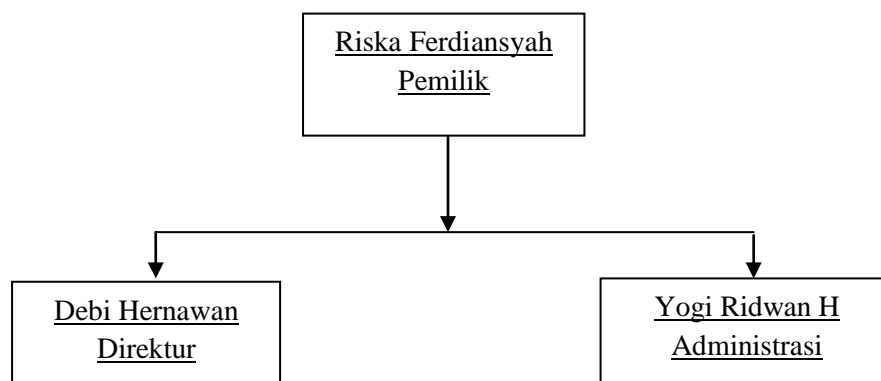 Riska Ferdiansyah
Pemilik
Debi Hernawan
Direktur
Yogi Ridwan H
Administrasi